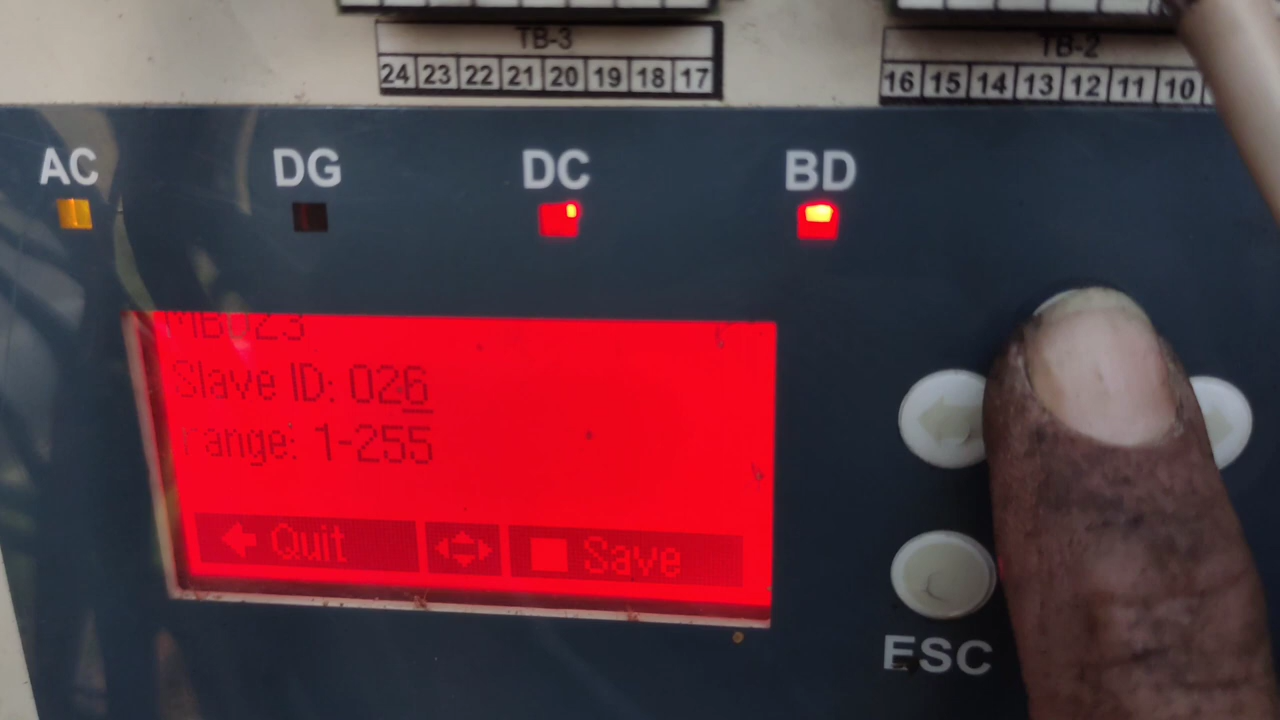 TB-3
24 23 22 21 20 19 18 17
TB-2
16 15 14 13 12 11 10
AC
DG
DC
BD
Slave ID: 026
range: 1-255
Quit
Save
ESC